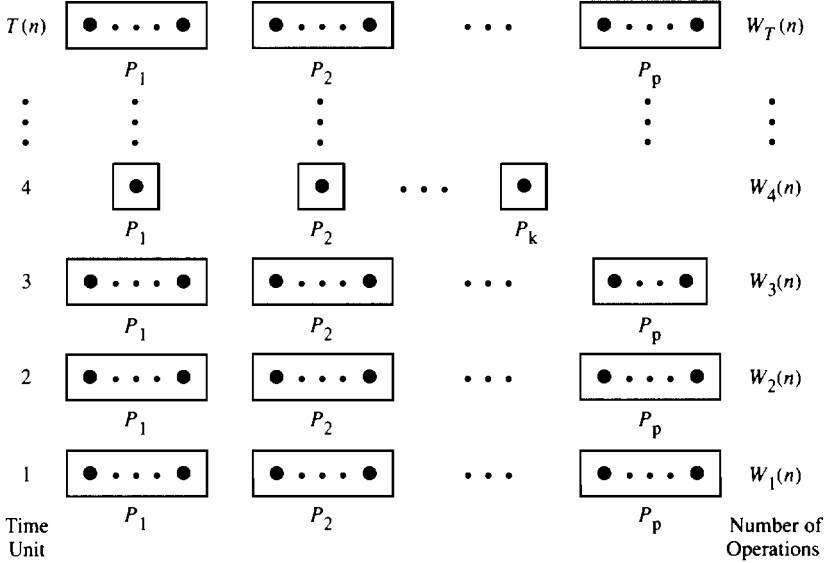 T(n) W_T(n)
P_1 P_2 P_p
4 W_4(n)
P_1 P_2 P_k
3 W_3(n)
P_1 P_2 P_p
2 W_2(n)
P_1 P_2 P_p
1 W_1(n)
P_1 P_2 P_p
Time Number of
Unit Operations